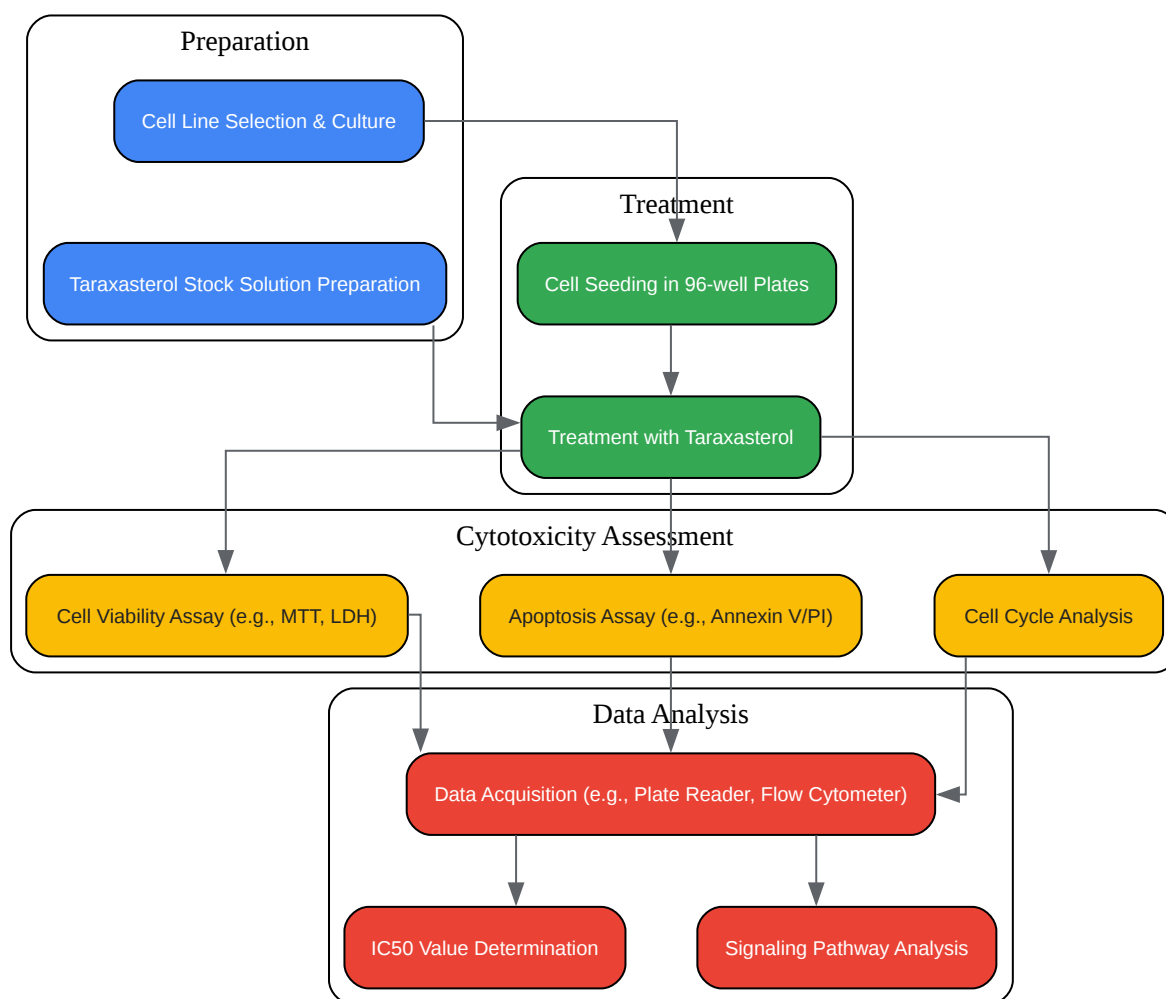 Preparation
Cell Line Selection & Culture
Taraxasterol Stock Solution Preparation
Treatment
Cell Seeding in 96-well Plates
Treatment with Taraxasterol
Cytotoxicity Assessment
Cell Viability Assay (e.g., MTT, LDH)
Apoptosis Assay (e.g., Annexin V/PI)
Cell Cycle Analysis
Data Analysis
Data Acquisition (e.g., Plate Reader, Flow Cytometer)
IC50 Value Determination
Signaling Pathway Analysis